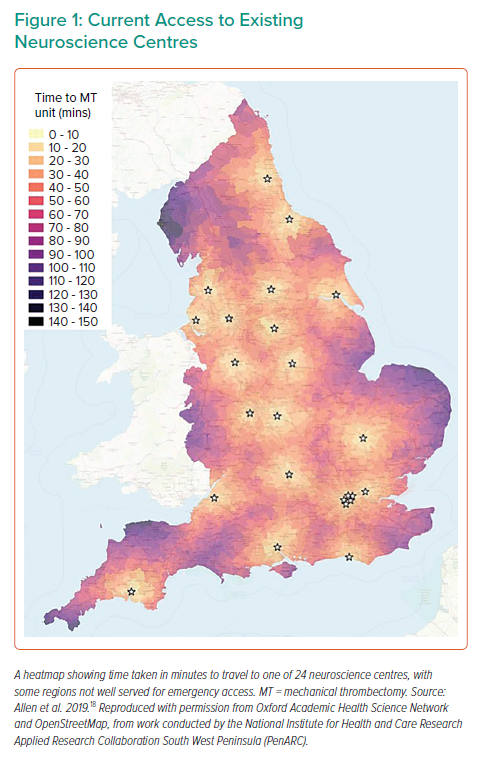 Figure 1: Current Access to Existing
Neuroscience Centres
Time to MT
unit (mins)
0 - 10
10 - 20
20 - 30
30 - 40
40 - 50
50 - 60
60 - 70
70 - 80
80 - 90
90 - 100
100 - 110
110 - 120
120 - 130
130 - 140
140 - 150
A heatmap showing time taken in minutes to travel to one of 24 neuroscience centres, with
some regions not well served for emergency access. MT = mechanical thrombectomy. Source:
Allen et al. 2019.¹⁸ Reproduced with permission from Oxford Academic Health Science Network
and OpenStreetMap, from work conducted by the National Institute for Health and Care Research
Applied Research Collaboration South West Peninsula (PenARC).